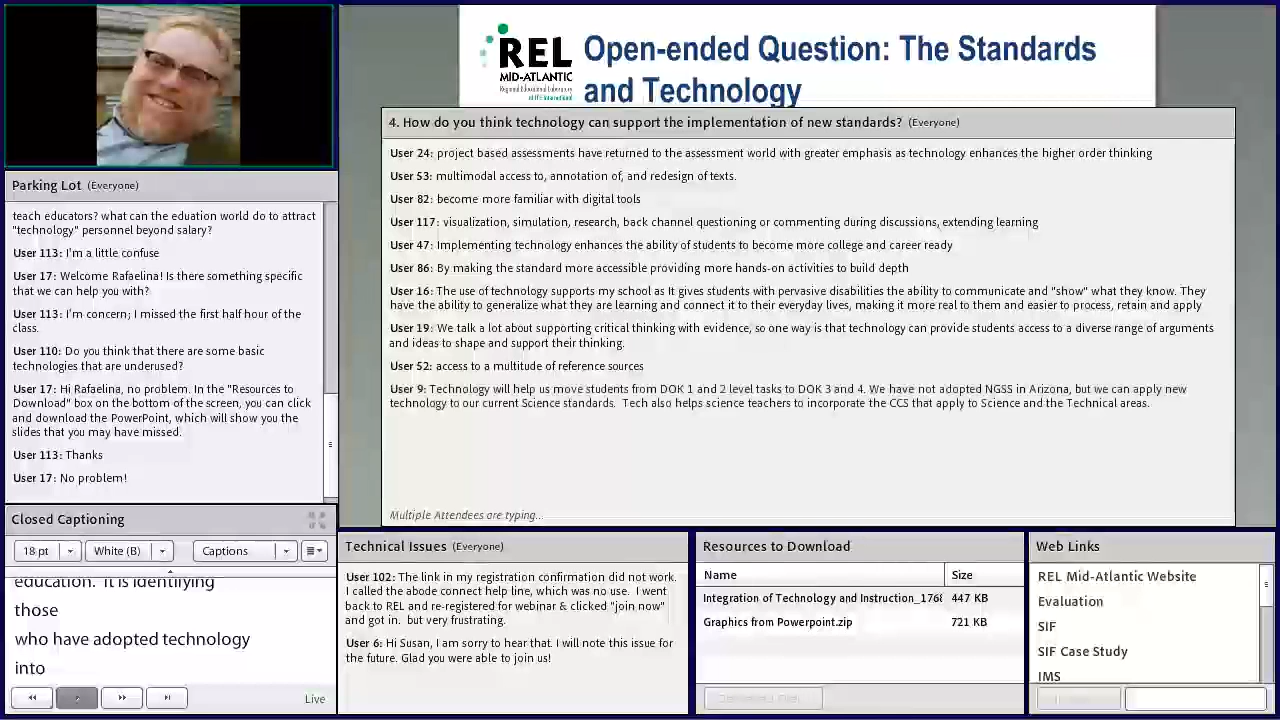 REL
MID-ATLANTIC
Regional Educational Laboratory
Open-ended Question: The Standards
and Technology
Parking Lot (Everyone)
teach educators? what can the eduation world do to attract
"technology" personnel beyond salary?
User 113: I'm a little confuse
User 17: Welcome Rafaelina! Is there something specific
that we can help you with?
User 113: I'm concern; I missed the first half hour of the
class.
User 110: Do you think that there are some basic
technologies that are underused?
User 17: Hi Rafaelina, no problem. In the "Resources to
Download" box on the bottom of the screen, you can click
and download the PowerPoint, which will show you the
slides that you may have missed.
User 113: Thanks
User 17: No problem!
4. How do you think technology can support the implementation of new standards? (Everyone)
User 24: project based assessments have returned to the assessment world with greater emphasis as technology enhances the higher order thinking
User 53: multimodal access to, annotation of, and redesign of texts.
User 82: become more familiar with digital tools
User 117: visualization, simulation, research, back channel questioning or commenting during discussions, extending learning
User 47: Implementing technology enhances the ability of students to become more college and career ready
User 86: By making the standard more accessible providing more hands-on activities to build depth
User 16: The use of technology supports my school as It gives students with pervasive disabilities the ability to communicate and "show" what they know. They
have the ability to generalize what they are learning and connect it to their everyday lives, making it more real to them and easier to process, retain and apply
User 19: We talk a lot about supporting critical thinking with evidence, so one way is that technology can provide students access to a diverse range of arguments
and ideas to shape and support their thinking.
User 52: access to a multitude of reference sources
User 9: Technology will help us move students from DOK 1 and 2 level tasks to DOK 3 and 4. We have not adopted NGSS in Arizona, but we can apply new
technology to our current Science standards. Tech also helps science teachers to incorporate the CCS that apply to Science and the Technical areas.
Multiple Attendees are typing...
Closed Captioning
18 pt White (B) Captions
education. It is identifying
those
who have adopted technology
into
Live
Technical Issues (Everyone)
User 102: The link in my registration confirmation did not work.
I called the abode connect help line, which was no use. I went
back to REL and re-registered for webinar & clicked "join now"
and got in. but very frustrating.
User 6: Hi Susan, I am sorry to hear that. I will note this issue for
the future. Glad you were able to join us!
Resources to Download
Name Size
Integration of Technology and Instruction_176 447 KB
Graphics from Powerpoint.zip 721 KB
Web Links
REL Mid-Atlantic Website
Evaluation
SIF
SIF Case Study
IMS